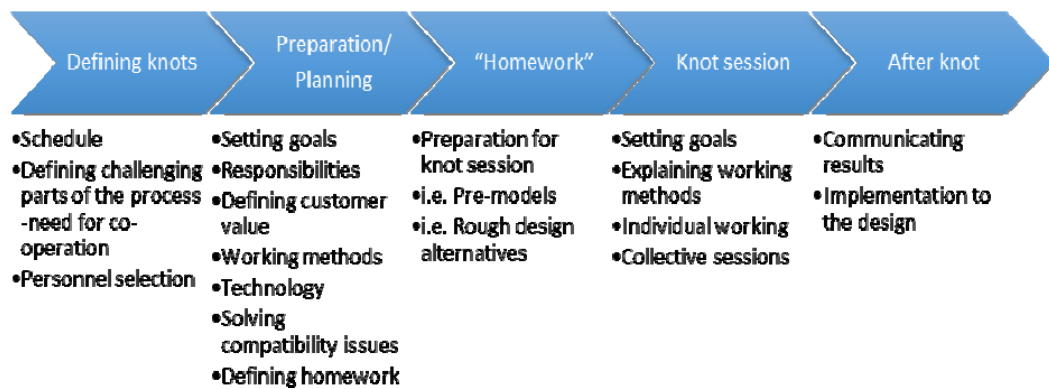 Defining knots
Preparation/
Planning
“Homework”
Knot session
After knot
•Schedule
•Defining challenging
parts of the process
-need for co-
operation
•Personnel selection
•Setting goals
•Responsibilities
•Defining customer
value
•Working methods
•Technology
•Solving
compatibility issues
•Defining homework
•Preparation for
knot session
•i.e. Pre-models
•i.e. Rough design
alternatives
•Setting goals
•Explaining working
methods
•Individual working
•Collective sessions
•Communicating
results
•Implementation to
the design